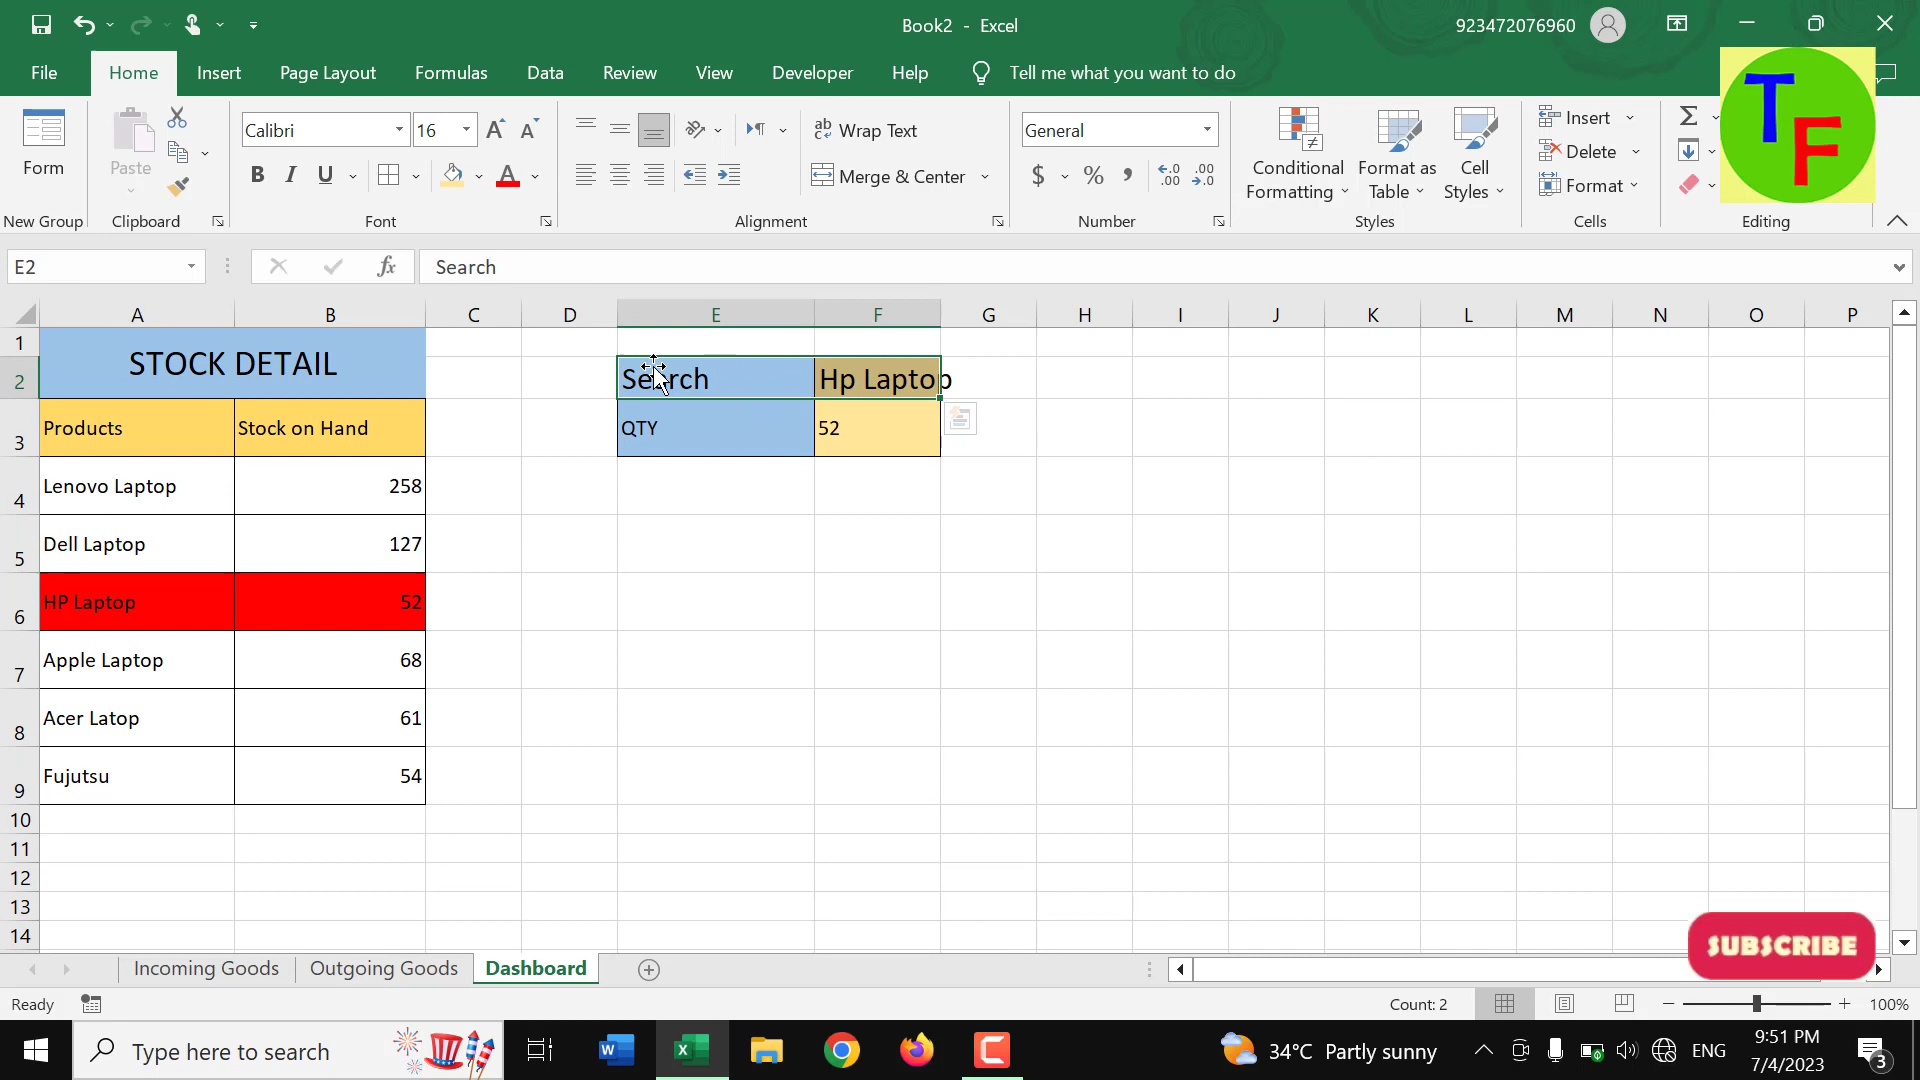 Book2 - Excel
923472076960
File Home Insert Page Layout Formulas Data Review View Developer Help Tell me what you want to do
Form
New Group
Paste
Clipboard
Calibri 16
B I U A
Font
ab Wrap Text
Merge & Center
Alignment
General
$ % , .00
Number
Conditional Formatting
Format as Table
Cell Styles
Styles
Insert
Delete
Format
Cells
Editing
TF
E2 fx Search
A B C D E F G H I J K L M N O P
1
STOCK DETAIL
2 Search Hp Laptop
3 Products Stock on Hand QTY 52
4 Lenovo Laptop 258
5 Dell Laptop 127
6 HP Laptop 52
7 Apple Laptop 68
8 Acer Latop 61
9 Fujutsu 54
10
11
12
13
14
SUBSCRIBE
Incoming Goods Outgoing Goods Dashboard
Ready Count: 2 100%
Type here to search
34°C Partly sunny ENG 9:51 PM
7/4/2023 3